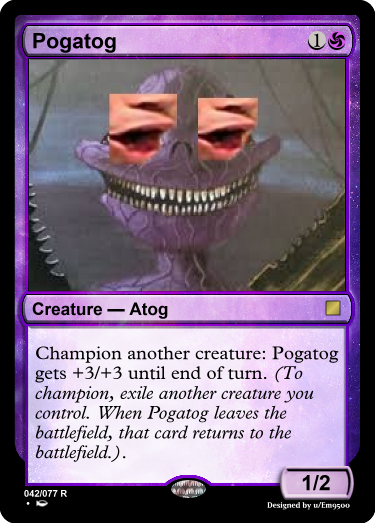 Pogatog 1
Creature — Atog
Champion another creature: Pogatog
gets +3/+3 until end of turn. (To
champion, exile another creature you
control. When Pogatog leaves the
battlefield, that card returns to the
battlefield.).
1/2
042/077 R
Designed by u/Em9500